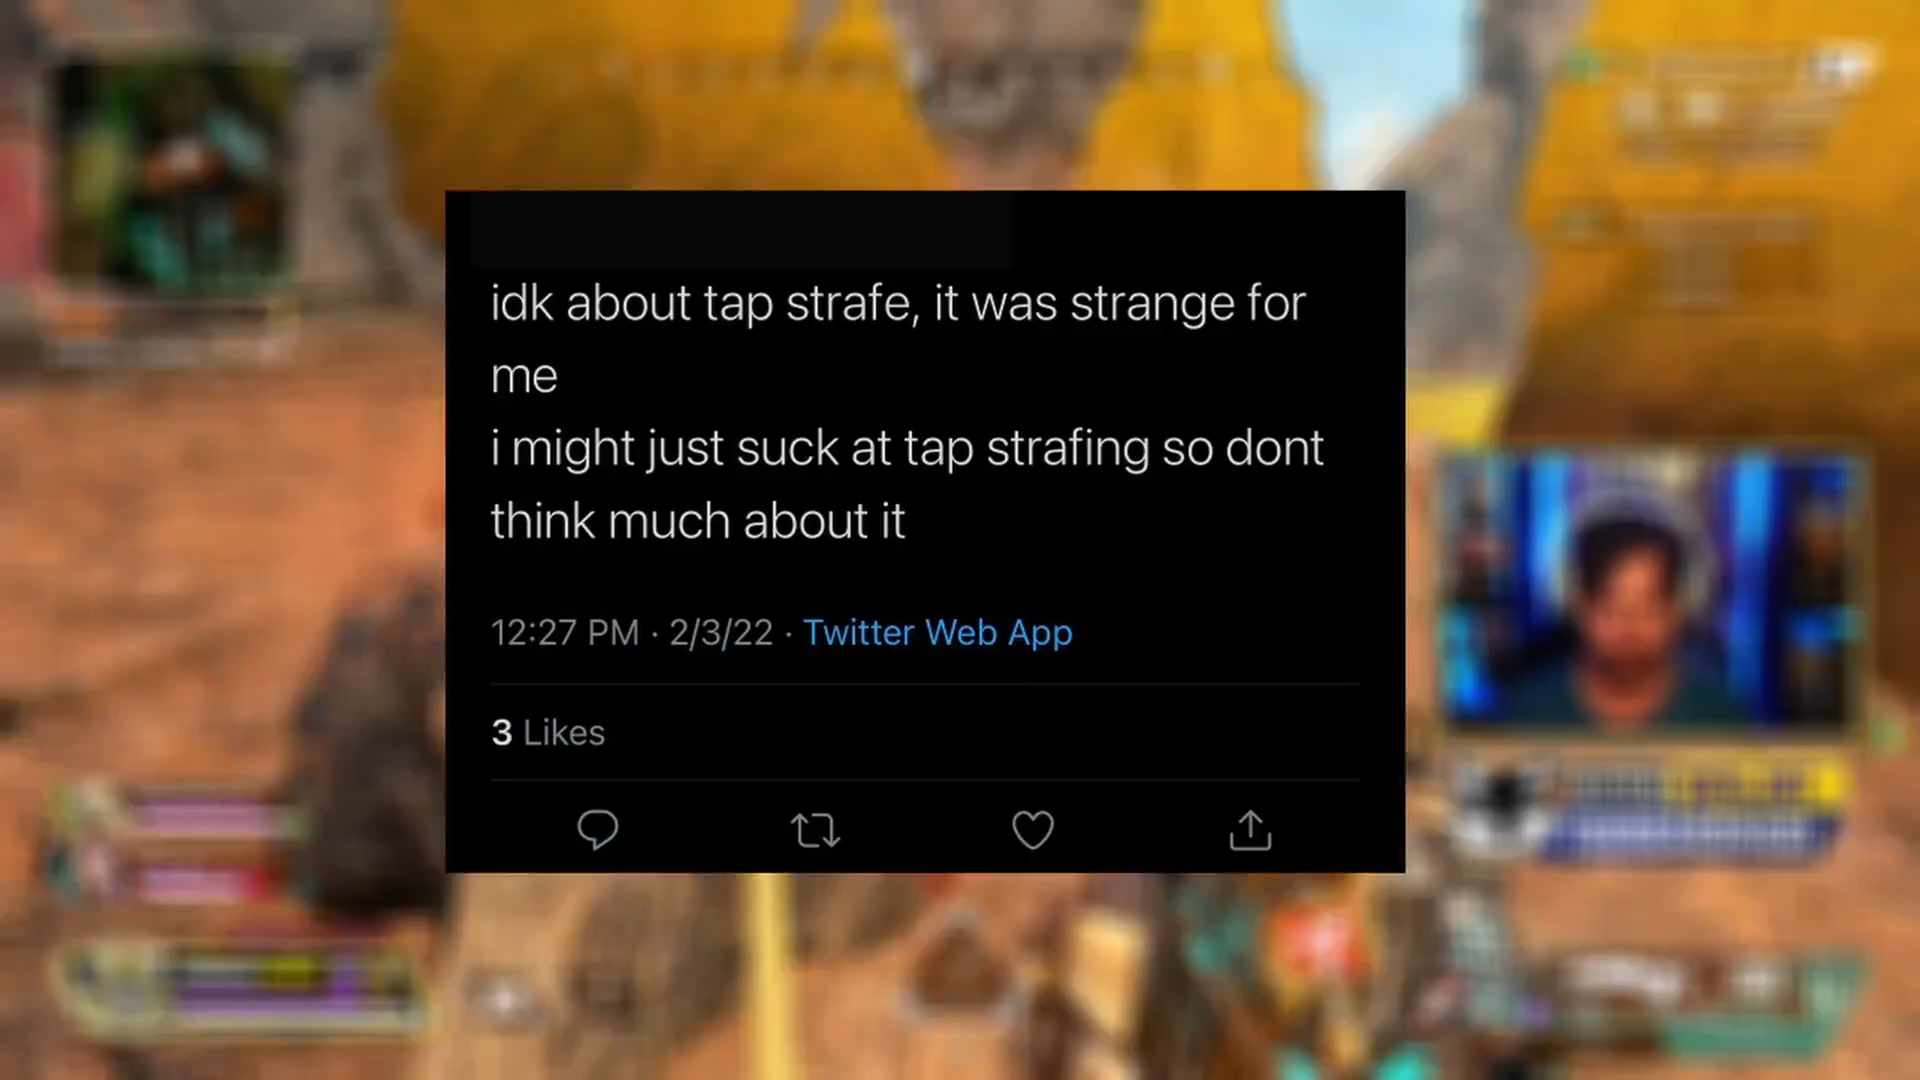 idk about tap strafe, it was strange for
me
i might just suck at tap strafing so dont
think much about it
12:27 PM · 2/3/22 · Twitter Web App
3 Likes